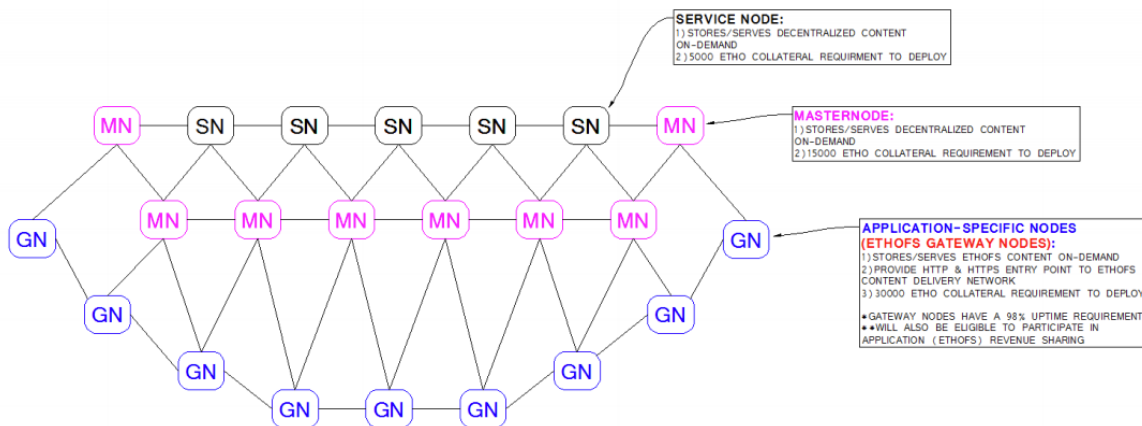 SERVICE NODE:
1) STORES/SERVES DECENTRALIZED CONTENT
ON-DEMAND
2) 5000 ETHO COLLATERAL REQUIRMENT TO DEPLOY
MN SN SN SN SN SN MN
MASTERNODE:
1) STORES/SERVES DECENTRALIZED CONTENT
ON-DEMAND
2) 15000 ETHO COLLATERAL REQUIREMENT TO DEPLOY
MN MN MN MN MN MN
GN GN
APPLICATION-SPECIFIC NODES
(ETHOFS GATEWAY NODES):
1) STORES/SERVES ETHOFS CONTENT ON-DEMAND
2) PROVIDE HTTP & HTTPS ENTRY POINT TO ETHOFS
CONTENT DELIVERY NETWORK
3) 30000 ETHO COLLATERAL REQUIREMENT TO DEPLOY
*GATEWAY NODES HAVE A 98% UPTIME REQUIREMENT
**WILL ALSO BE ELIGIBLE TO PARTICIPATE IN
APPLICATION (ETHOFS) REVENUE SHARING
GN GN
GN GN
GN GN GN